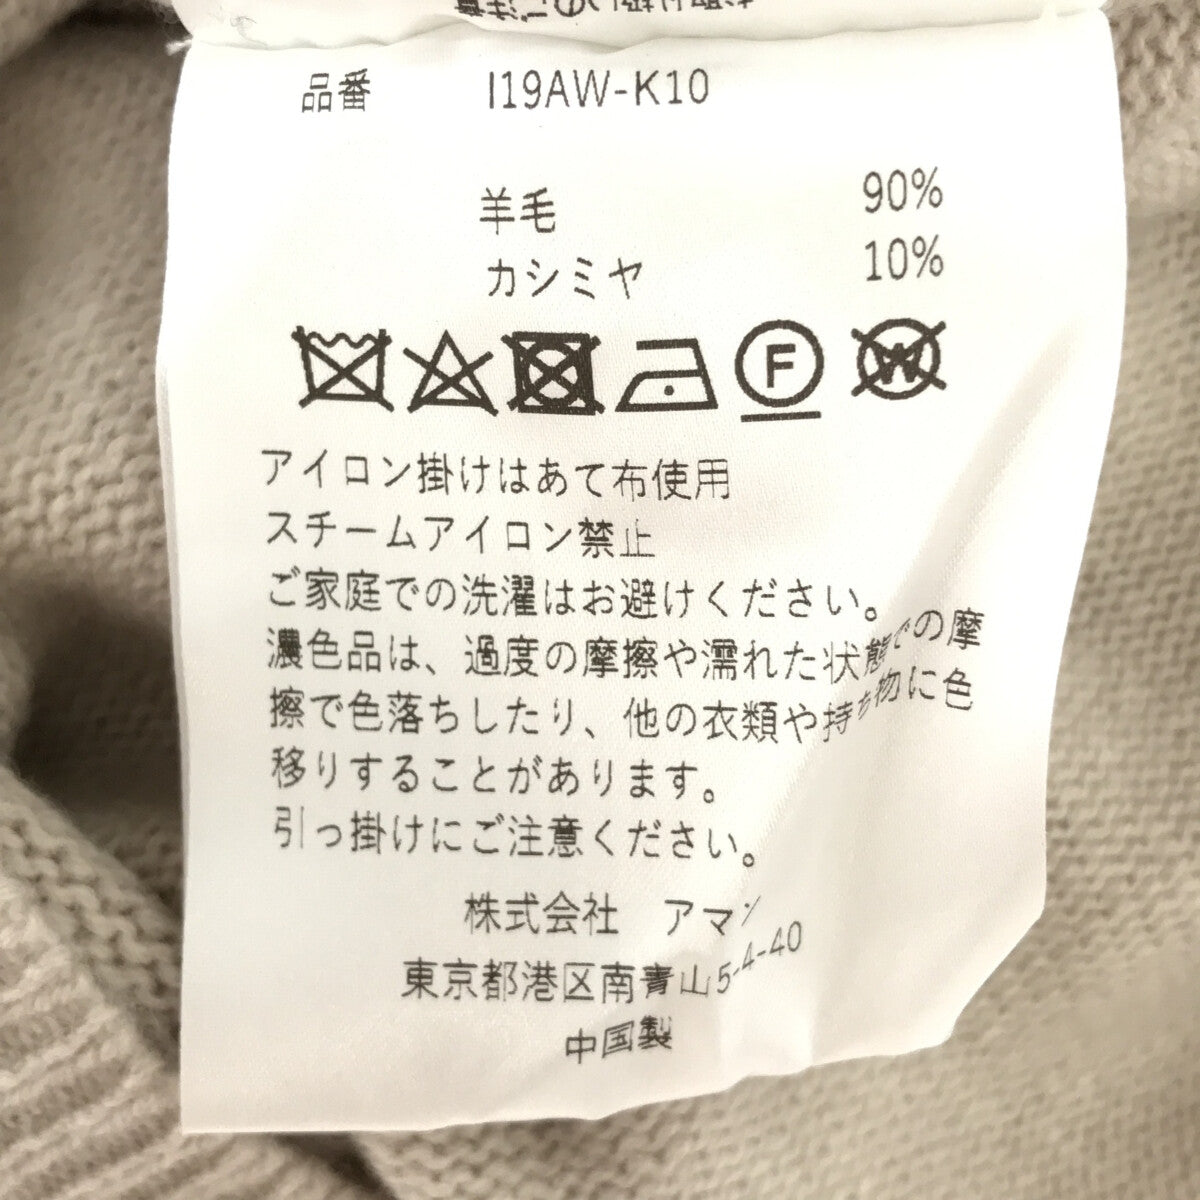 品番 I19AW-K10
羊毛 90%
カシミヤ 10%
F
W
アイロン掛けはあて布使用
スチームアイロン禁止
ご家庭での洗濯はお避けください。
濃色品は、過度の摩擦や濡れた状態での摩
擦で色落ちしたり、他の衣類や持ち物に色
移りすることがあります。
引っ掛けにご注意ください。
株式会社 アマン
東京都港区南青山5-4-40
中国製